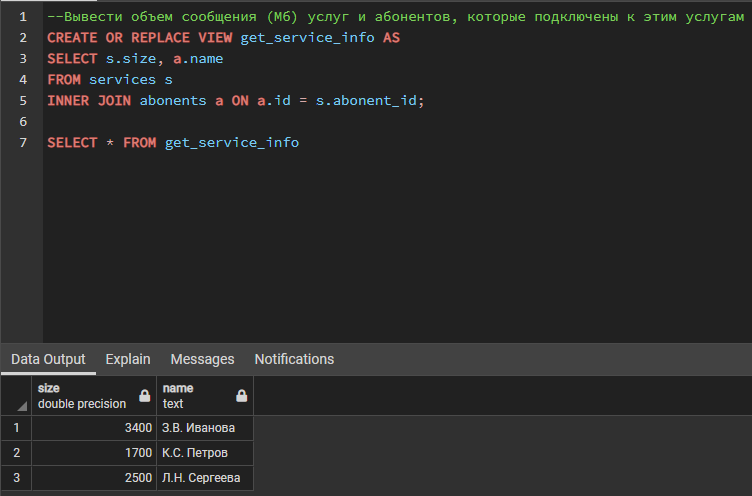 1 --Вывести объем сообщения (Мб) услуг и абонентов, которые подключены к этим услугам
2 CREATE OR REPLACE VIEW get_service_info AS
3 SELECT s.size, a.name
4 FROM services s
5 INNER JOIN abonents a ON a.id = s.abonent_id;
6
7 SELECT * FROM get_service_info
Data Output Explain Messages Notifications
size name
double precision text
1 3400 З.В. Иванова
2 1700 К.С. Петров
3 2500 Л.Н. Сергеева